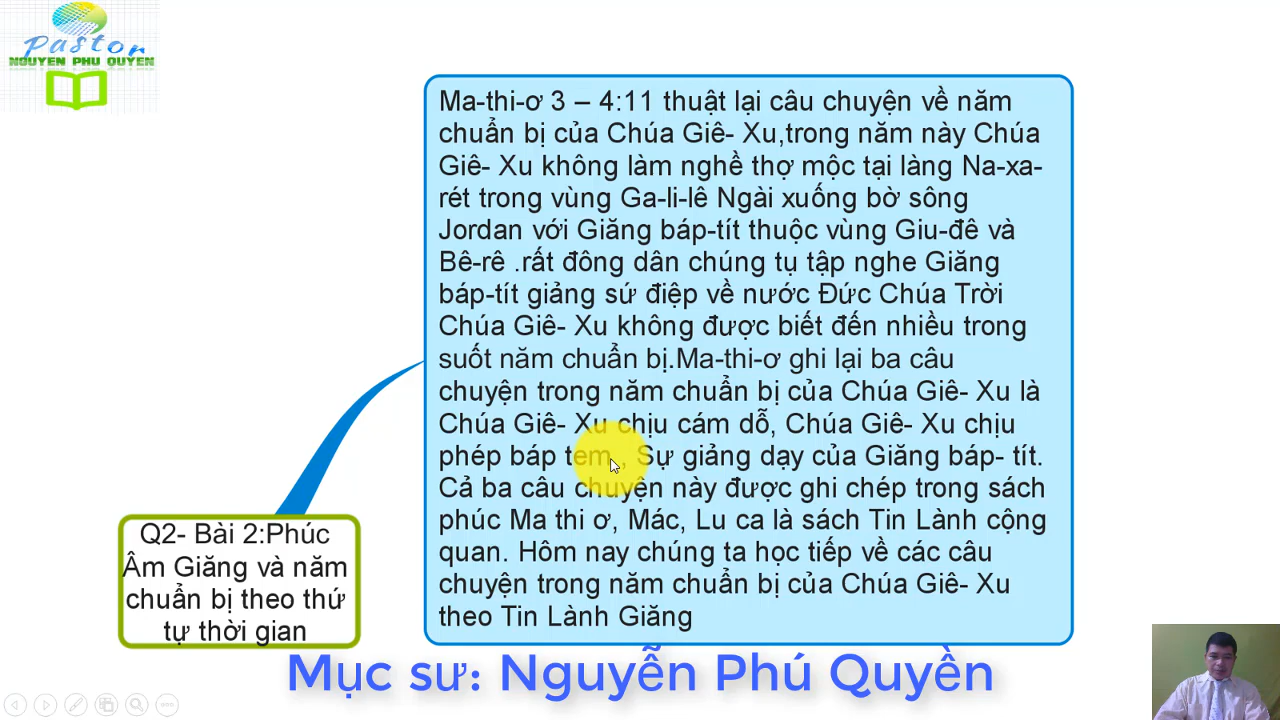 Pastor
NGUYEN PHU QUYEN
Ma-thi-ơ 3 – 4:11 thuật lại câu chuyện về năm
chuẩn bị của Chúa Giê- Xu,trong năm này Chúa
Giê- Xu không làm nghề thợ mộc tại làng Na-xa-
rét trong vùng Ga-li-lê Ngài xuống bờ sông
Jordan với Giăng báp-tít thuộc vùng Giu-đê và
Bê-rê .rất đông dân chúng tụ tập nghe Giăng
báp-tít giảng sứ điệp về nước Đức Chúa Trời
Chúa Giê- Xu không được biết đến nhiều trong
suốt năm chuẩn bị.Ma-thi-ơ ghi lại ba câu
chuyện trong năm chuẩn bị của Chúa Giê- Xu là
Chúa Giê- Xu chịu cám dỗ, Chúa Giê- Xu chịu
phép báp tem , Sự giảng dạy của Giăng báp- tít.
Cả ba câu chuyện này được ghi chép trong sách
phúc Ma thi ơ, Mác, Lu ca là sách Tin Lành cộng
quan. Hôm nay chúng ta học tiếp về các câu
chuyện trong năm chuẩn bị của Chúa Giê- Xu
theo Tin Lành Giăng
Q2- Bài 2:Phúc
Âm Giăng và năm
chuẩn bị theo thứ
tự thời gian
Mục sư: Nguyễn Phú Quyền